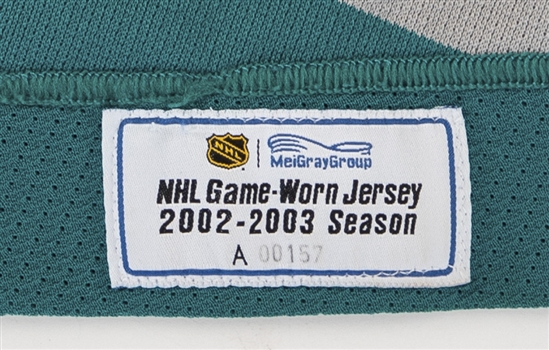 NHL MeiGrayGroup
NHL Game-Worn Jersey
2002-2003 Season
A 00157